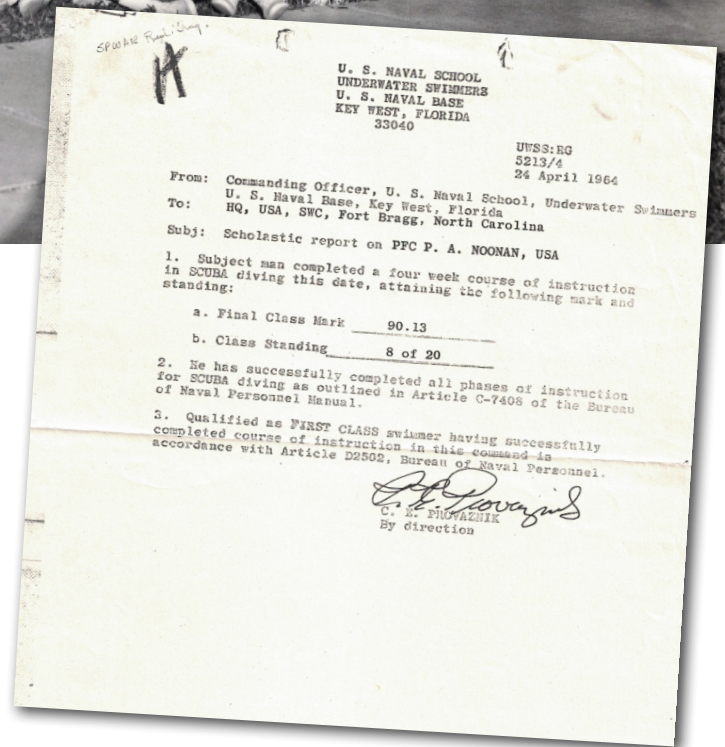 SPWAR
U. S. NAVAL SCHOOL
UNDERWATER SWIMMERS
U. S. NAVAL BASE
KEY WEST, FLORIDA
33040
UWSS:RG
5213/4
24 April 1964
From: Commanding Officer, U. S. Naval School, Underwater Swimmers
U. S. Naval Base, Key West, Florida
To: HQ, USA, SWC, Fort Bragg, North Carolina
Subj: Scholastic report on PFC P. A. NOONAN, USA
1. Subject man completed a four week course of instruction
in SCUBA diving this date, attaining the following mark and
standing:
a. Final Class Mark 90.13
b. Class Standing 8 of 20
2. He has successfully completed all phases of instruction
for SCUBA diving as outlined in Article C-7408 of the Bureau
of Naval Personnel Manual.
3. Qualified as FIRST CLASS swimmer having successfully
completed course of instruction in this command in
accordance with Article D2502, Bureau of Naval Personnel.
C. E. Provaznik
C. E. PROVAZNIK
By direction